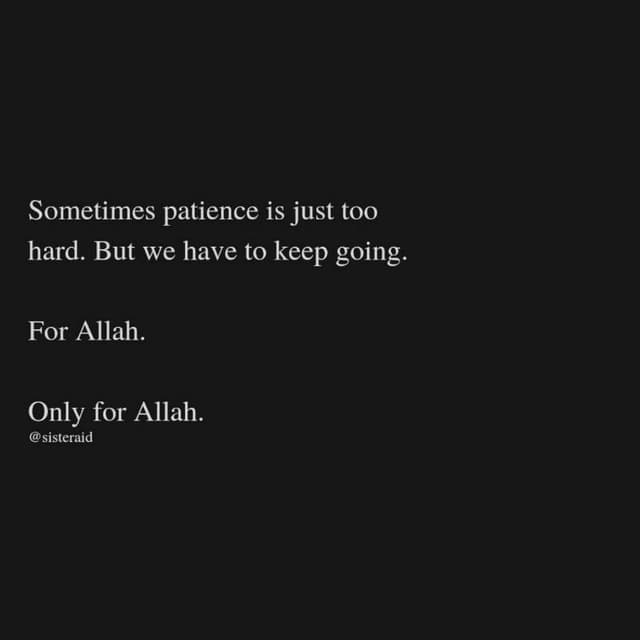 Sometimes patience is just too
hard. But we have to keep going.
For Allah.
Only for Allah.
@sisteraid